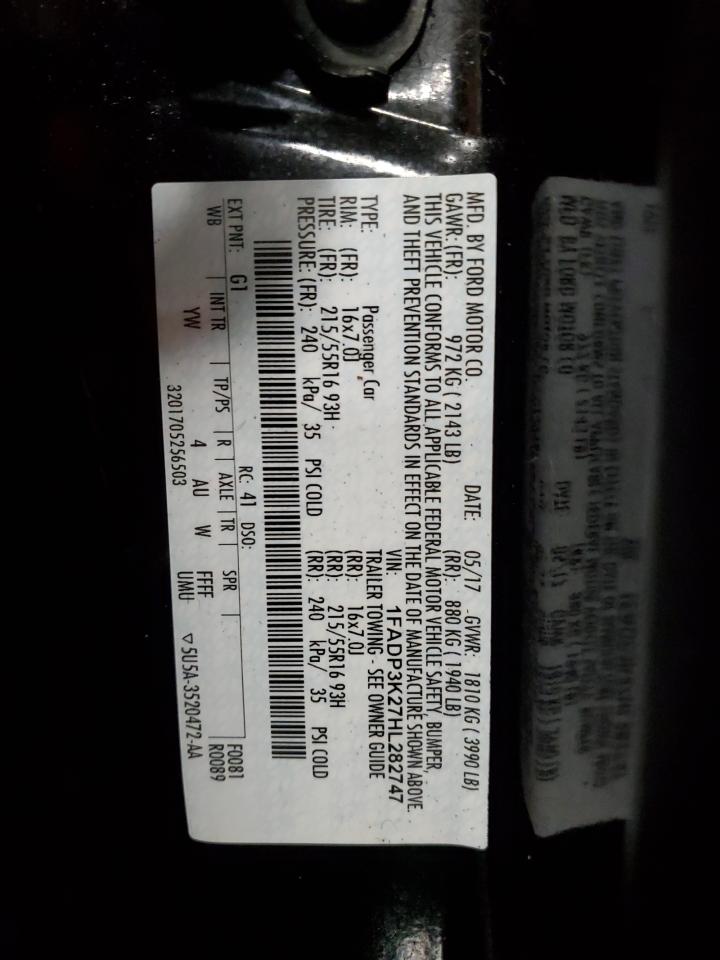 MFD. BY FORD MOTOR CO. DATE: 05/17 GVWR: 1810 KG ( 3990 LB)
GAWR: (FR): 972 KG ( 2143 LB) (RR): 880 KG ( 1940 LB)
THIS VEHICLE CONFORMS TO ALL APPLICABLE FEDERAL MOTOR VEHICLE SAFETY, BUMPER,
AND THEFT PREVENTION STANDARDS IN EFFECT ON THE DATE OF MANUFACTURE SHOWN ABOVE.
VIN: 1FADP3K27HL282747
TYPE: Passenger Car TRAILER TOWING - SEE OWNER GUIDE
RIM: (FR): 16x7.0J (RR): 16x7.0J
TIRE: (FR): 215/55R16 93H (RR): 215/55R16 93H
PRESSURE: (FR): 240 kPa/ 35 PSI COLD (RR): 240 kPa/ 35 PSI COLD
RC: 41 DSO:
EXT PNT: G1 F0081
WB INT TR TP/PS R AXLE TR SPR R0089
YW 4 AU W FFFF
UMU ▽5U5A-3520472-AA
3201705256503